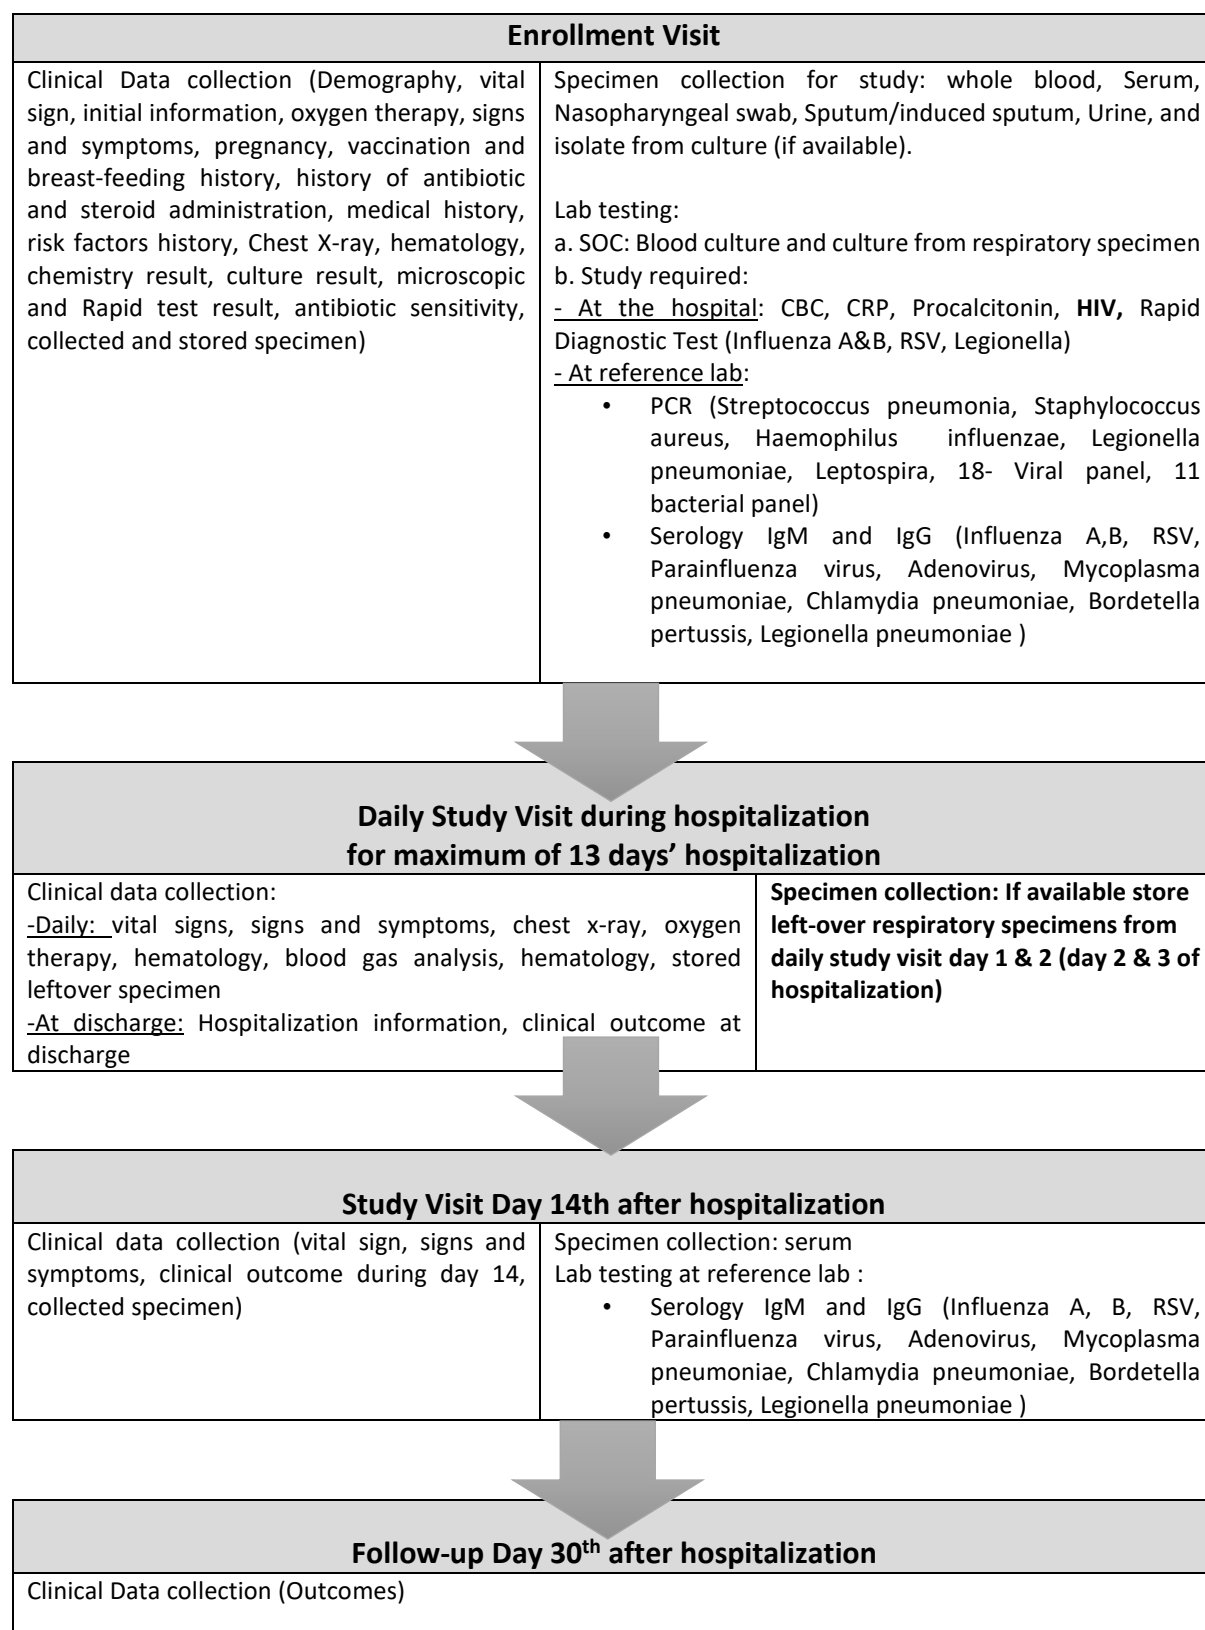 Enrollment Visit
Clinical Data collection (Demography, vital
sign, initial information, oxygen therapy, signs
and symptoms, pregnancy, vaccination and
breast-feeding history, history of antibiotic
and steroid administration, medical history,
risk factors history, Chest X-ray, hematology,
chemistry result, culture result, microscopic
and Rapid test result, antibiotic sensitivity,
collected and stored specimen)
Specimen collection for study: whole blood, Serum,
Nasopharyngeal swab, Sputum/induced sputum, Urine, and
isolate from culture (if available).
Lab testing:
a. SOC: Blood culture and culture from respiratory specimen
b. Study required:
- At the hospital: CBC, CRP, Procalcitonin, HIV, Rapid
Diagnostic Test (Influenza A&B, RSV, Legionella)
- At reference lab:
• PCR (Streptococcus pneumonia, Staphylococcus
aureus, Haemophilus influenzae, Legionella
pneumoniae, Leptospira, 18- Viral panel, 11
bacterial panel)
• Serology IgM and IgG (Influenza A,B, RSV,
Parainfluenza virus, Adenovirus, Mycoplasma
pneumoniae, Chlamydia pneumoniae, Bordetella
pertussis, Legionella pneumoniae )
Daily Study Visit during hospitalization
for maximum of 13 days’ hospitalization
Clinical data collection:
-Daily: vital signs, signs and symptoms, chest x-ray, oxygen
therapy, hematology, blood gas analysis, hematology, stored
leftover specimen
-At discharge: Hospitalization information, clinical outcome at
discharge
Specimen collection: If available store
left-over respiratory specimens from
daily study visit day 1 & 2 (day 2 & 3 of
hospitalization)
Study Visit Day 14th after hospitalization
Clinical data collection (vital sign, signs and
symptoms, clinical outcome during day 14,
collected specimen)
Specimen collection: serum
Lab testing at reference lab :
• Serology IgM and IgG (Influenza A, B, RSV,
Parainfluenza virus, Adenovirus, Mycoplasma
pneumoniae, Chlamydia pneumoniae, Bordetella
pertussis, Legionella pneumoniae )
Follow-up Day 30th after hospitalization
Clinical Data collection (Outcomes)